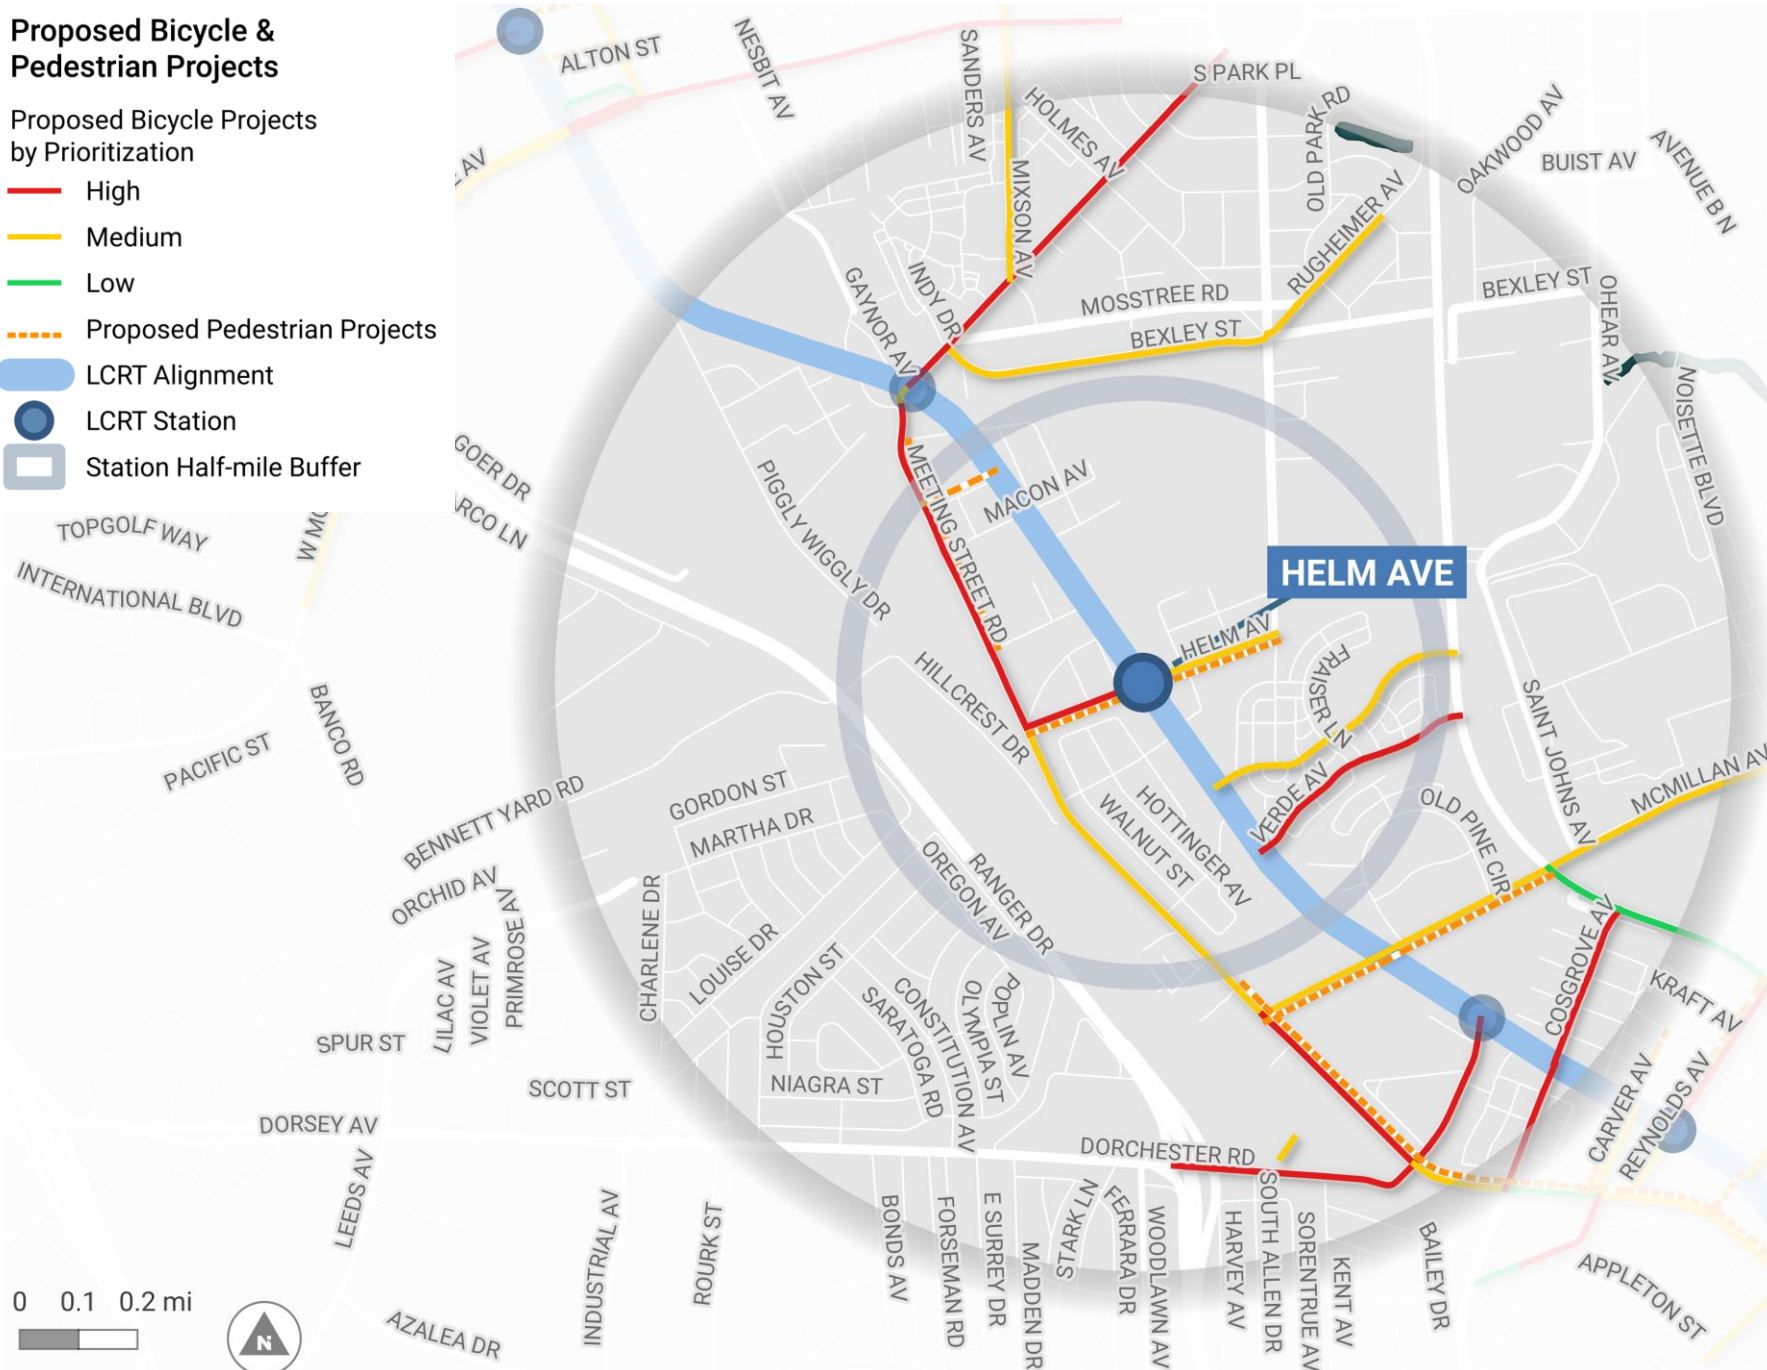 Proposed Bicycle &
Pedestrian Projects
Proposed Bicycle Projects
by Prioritization
High
Medium
Low
Proposed Pedestrian Projects
LCRT Alignment
LCRT Station
Station Half-mile Buffer
ALTON ST
NESBIT AV
SANDERS AV
HOLMES AV
S PARK PL
OLD PARK RD
OAKWOOD AV
BUIST AV
AVENUE B N
MIXSON AV
RUGHEIMER AV
INDY DR
GAYNOR AV
MOSSTREE RD
BEXLEY ST
BEXLEY ST
OHEAR AV
NOISETTE BLVD
GOER DR
RCO LN
TOPGOLF WAY
INTERNATIONAL BLVD
PIGGLY WIGGLY DR
MEETING STREET RD
MACON AV
HELM AVE
HELM AV
FRAISER LN
HILLCREST DR
SAINT JOHNS AV
BANCO RD
PACIFIC ST
MCMILLAN AV
BENNETT YARD RD
GORDON ST
MARTHA DR
HOTTINGER AV
WALNUT ST
VERDE AV
OLD PINE CIR
ORCHID AV
PRIMROSE AV
CHARLENE DR
OREGON AV
RANGER DR
LOUISE DR
HOUSTON ST
LILAC AV
VIOLET AV
SARATOGA RD
CONSTITUTION AV
OLYMPIA ST
POPLIN AV
COSGROVE AV
KRAFT AV
SPUR ST
SCOTT ST
NIAGRA ST
CARVER AV
REYNOLDS AV
DORSEY AV
DORCHESTER RD
LEEDS AV
INDUSTRIAL AV
ROURK ST
BONDS AV
FORSEMAN RD
E SURREY DR
MADDEN DR
STARK LN
FERRARA DR
WOODLAWN AV
HARVEY AV
SOUTH ALLEN DR
SORENTRUE AV
KENT AV
BAILEY DR
APPLETON ST
AZALEA DR
0 0.1 0.2 mi
N